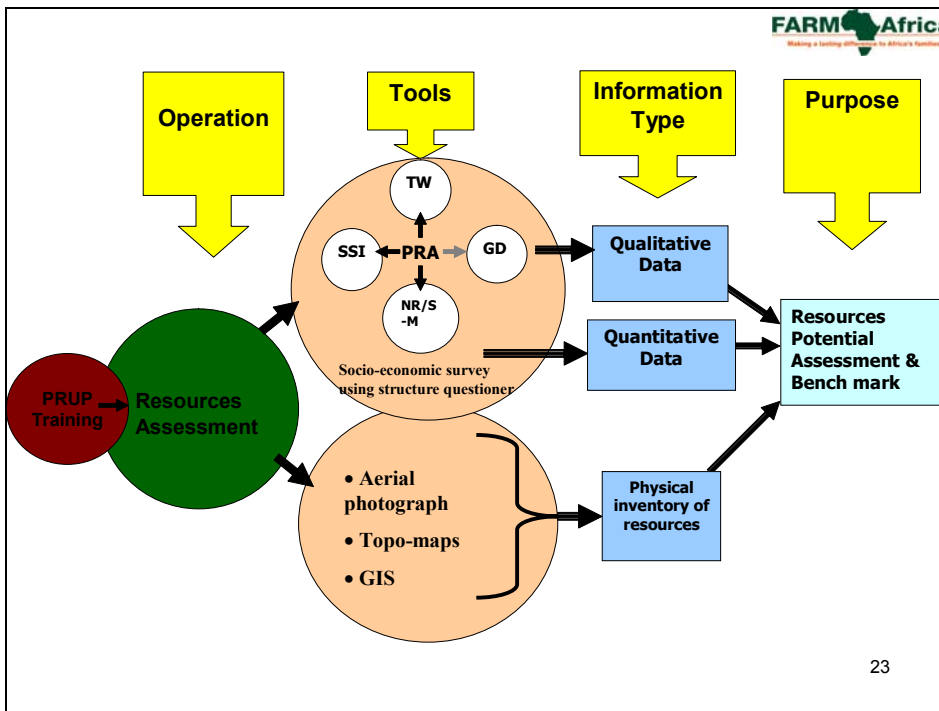 FARM Africa
Making a lasting difference to Africa's families
Operation
Tools
Information
Type
Purpose
TW
SSI
PRA
GD
NR/S
-M
Socio-economic survey
using structure questioner
Qualitative
Data
Quantitative
Data
Resources
Potential
Assessment &
Bench mark
PRUP
Training
Resources
Assessment
• Aerial
photograph
• Topo-maps
• GIS
Physical
inventory of
resources
23